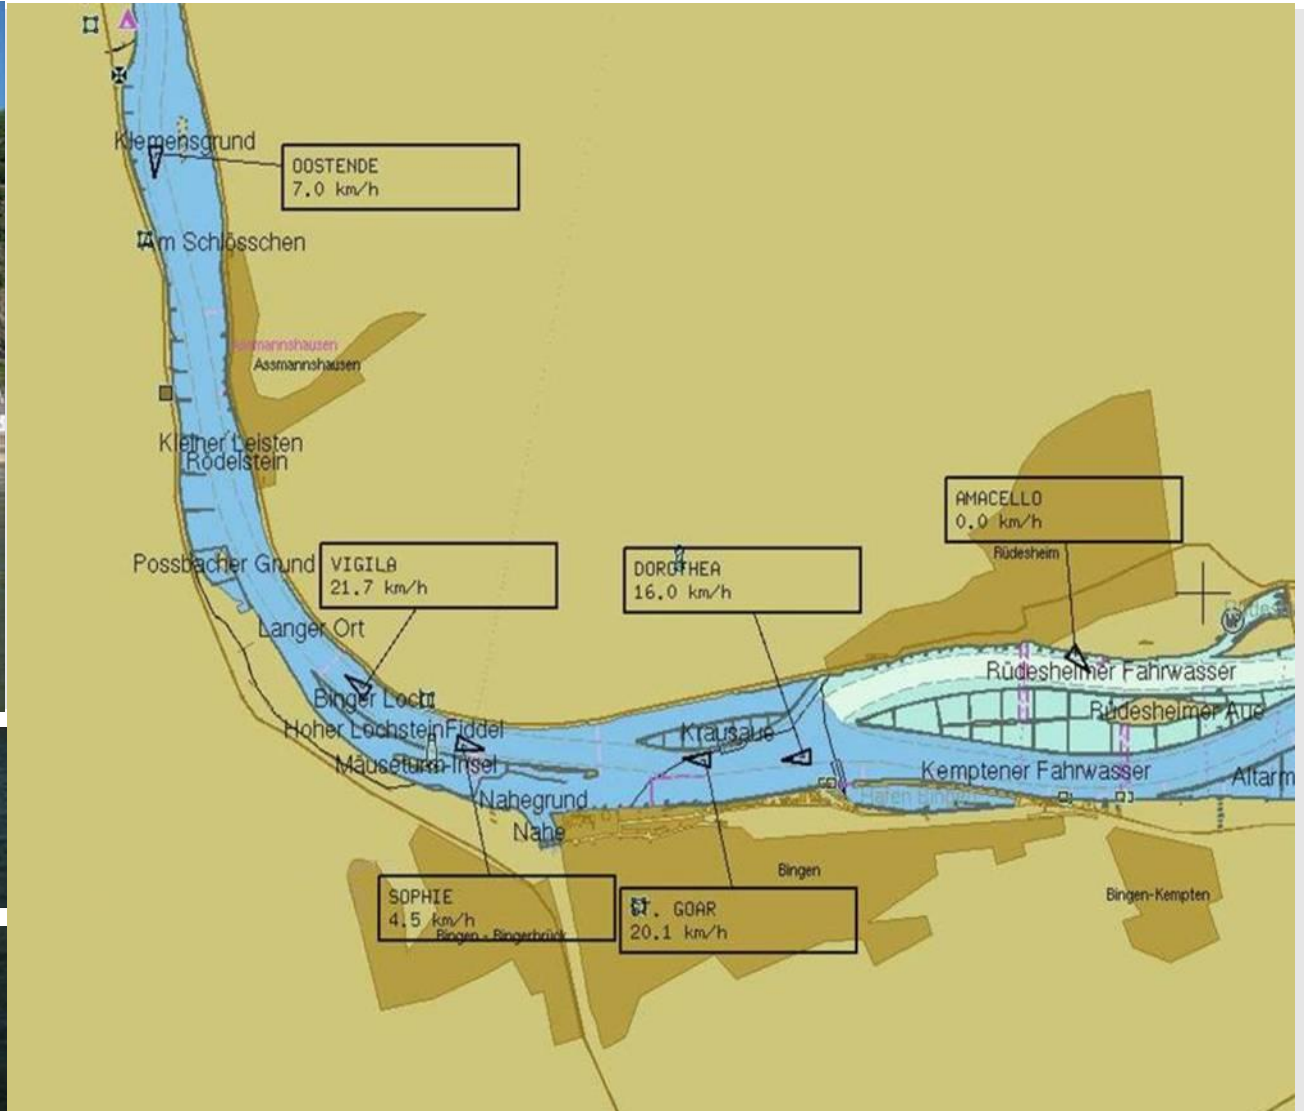 Klemensgrund
OOSTENDE
7.0 km/h
Am Schlösschen
Assmannshausen
Assmannshausen
Kleiner Leisten
Rödelstein
AMACELLO
0.0 km/h
Rüdesheim
Possbacher Grund
VIGILA
21.7 km/h
DOROTHEA
16.0 km/h
Langer Ort
Rüdesheimer Fahrwasser
Binger Loch
Rüdesheimer Aue
Hoher Lochstein
Fiddel
Krausaue
Mäuseturm-Insel
Kemptener Fahrwasser
Altarm
Nahegrund
Hafen Bingen
Nahe
Bingen
SOPHIE
4.5 km/h
Bingen - Bingerbrück
ST. GOAR
20.1 km/h
Bingen-Kempten